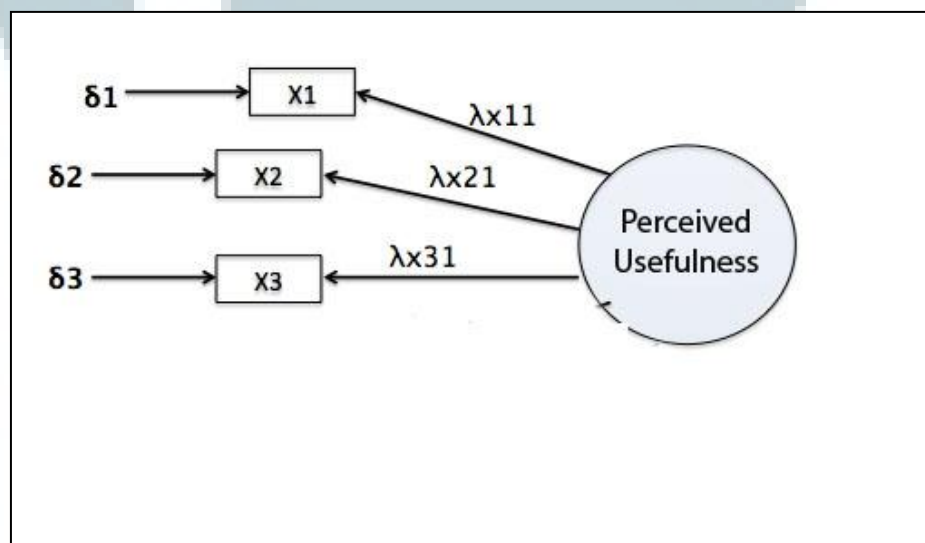 δ1
X1
λx11
δ2
X2
λx21
Perceived
Usefulness
δ3
X3
λx31